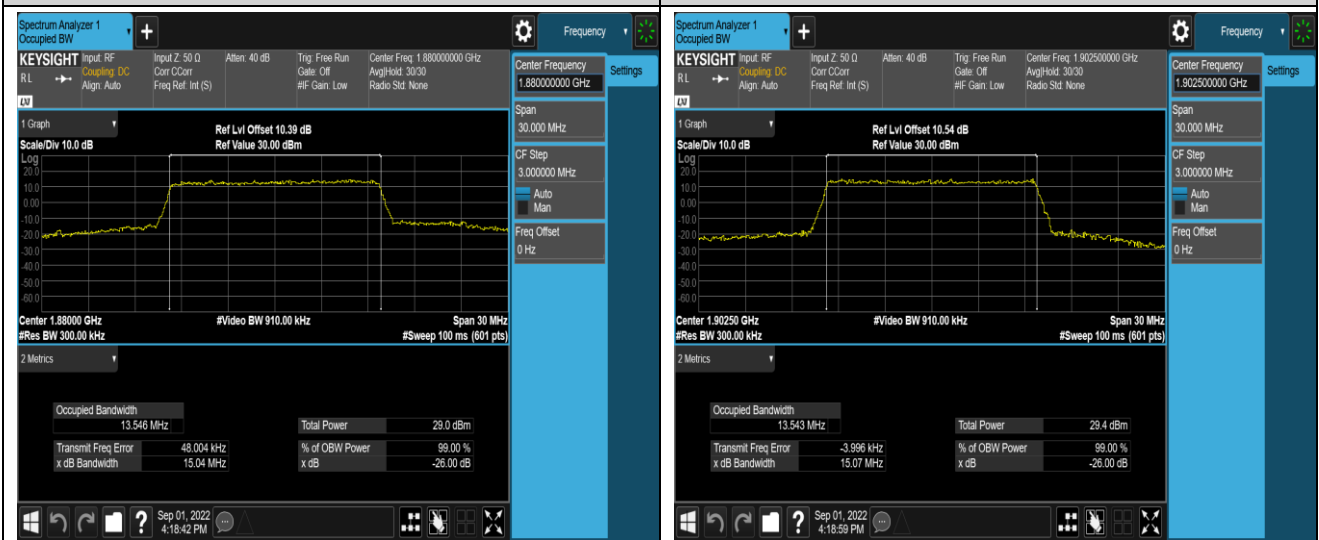 Spectrum Analyzer 1
Occupied BW
+
Frequency
KEYSIGHT
RL
LXI
Input: RF
Coupling: DC
Align: Auto
Input Z: 50 Ω
Corr CCorr
Freq Ref: Int (S)
Atten: 40 dB
Trig: Free Run
Gate: Off
#IF Gain: Low
Center Freq: 1.880000000 GHz
Avg|Hold: 30/30
Radio Std: None
Center Frequency
1.880000000 GHz
Settings
Span
30.000 MHz
CF Step
3.000000 MHz
Auto
Man
Freq Offset
0 Hz
1 Graph
Ref Lvl Offset 10.39 dB
Scale/Div 10.0 dB
Ref Value 30.00 dBm
Log
20.0
10.0
0.00
-10.0
-20.0
-30.0
-40.0
-50.0
-60.0
Center 1.88000 GHz
#Video BW 910.00 kHz
Span 30 MHz
#Res BW 300.00 kHz
#Sweep 100 ms (601 pts)
2 Metrics
Occupied Bandwidth
13.546 MHz
Total Power 29.0 dBm
Transmit Freq Error 48.004 kHz
% of OBW Power 99.00 %
x dB Bandwidth 15.04 MHz
x dB -26.00 dB
?
Sep 01, 2022
4:18:42 PM
Spectrum Analyzer 1
Occupied BW
+
Frequency
KEYSIGHT
RL
LXI
Input: RF
Coupling: DC
Align: Auto
Input Z: 50 Ω
Corr CCorr
Freq Ref: Int (S)
Atten: 40 dB
Trig: Free Run
Gate: Off
#IF Gain: Low
Center Freq: 1.902500000 GHz
Avg|Hold: 30/30
Radio Std: None
Center Frequency
1.902500000 GHz
Settings
Span
30.000 MHz
CF Step
3.000000 MHz
Auto
Man
Freq Offset
0 Hz
1 Graph
Ref Lvl Offset 10.54 dB
Scale/Div 10.0 dB
Ref Value 30.00 dBm
Log
20.0
10.0
0.00
-10.0
-20.0
-30.0
-40.0
-50.0
-60.0
Center 1.90250 GHz
#Video BW 910.00 kHz
Span 30 MHz
#Res BW 300.00 kHz
#Sweep 100 ms (601 pts)
2 Metrics
Occupied Bandwidth
13.543 MHz
Total Power 29.4 dBm
Transmit Freq Error -3.996 kHz
% of OBW Power 99.00 %
x dB Bandwidth 15.07 MHz
x dB -26.00 dB
?
Sep 01, 2022
4:18:59 PM